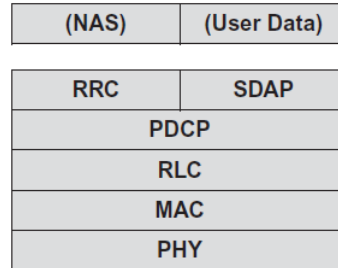 (NAS) (User Data)
RRC SDAP
PDCP
RLC
MAC
PHY